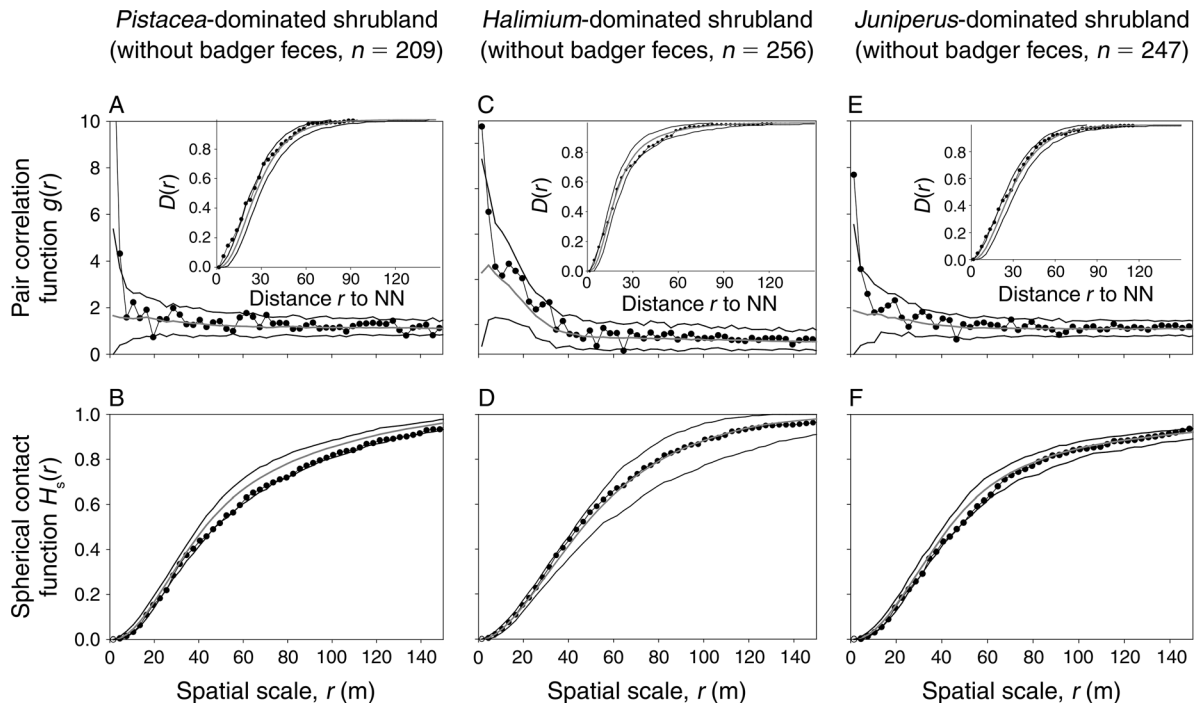 Pistacea-dominated shrubland
(without badger feces, n = 209)
Halimium-dominated shrubland
(without badger feces, n = 256)
Juniperus-dominated shrubland
(without badger feces, n = 247)
A
C
E
Pair correlation
function g(r)
10
8
6
4
2
0
D(r)
0.8
0.6
0.4
0.2
0.0
0 30 60 90 120
Distance r to NN
D(r)
0.8
0.6
0.4
0.2
0.0
0 30 60 90 120
Distance r to NN
D(r)
0.8
0.6
0.4
0.2
0.0
0 30 60 90 120
Distance r to NN
B
D
F
Spherical contact
function Hs(r)
1.0
0.8
0.6
0.4
0.2
0.0
0 20 40 60 80 100 120 140
0 20 40 60 80 100 120 140
0 20 40 60 80 100 120 140
Spatial scale, r (m)
Spatial scale, r (m)
Spatial scale, r (m)